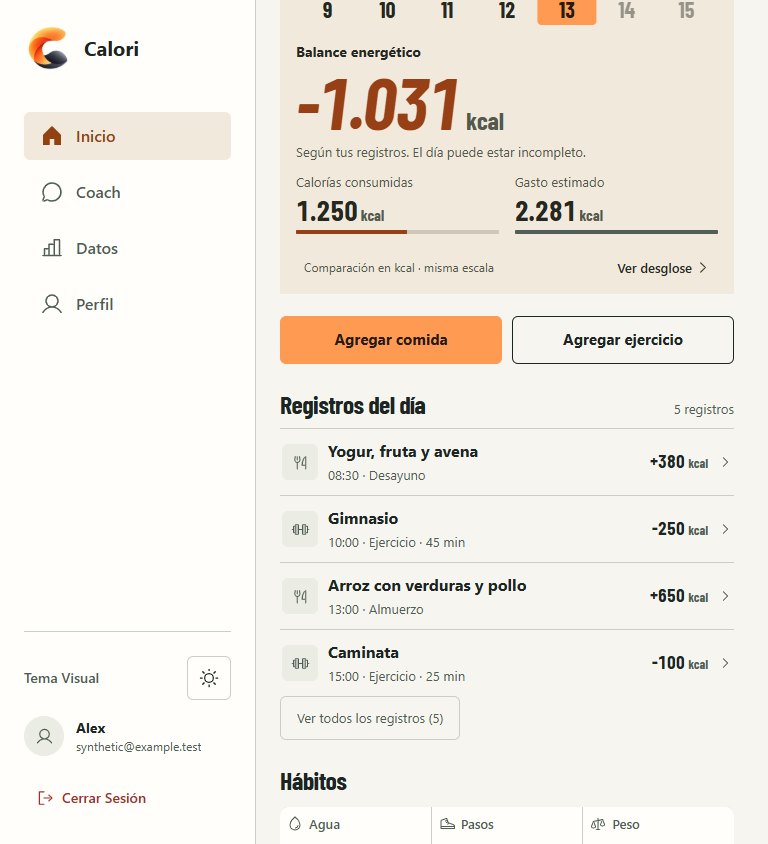 Calori
Inicio
Coach
Datos
Perfil
Tema Visual
Alex
synthetic@example.test
Cerrar Sesión
9 10 11 12 13 14 15
Balance energético
-1.031 kcal
Según tus registros. El día puede estar incompleto.
Calorías consumidas Gasto estimado
1.250 kcal 2.281 kcal
Comparación en kcal · misma escala Ver desglose
Agregar comida Agregar ejercicio
Registros del día 5 registros
Yogur, fruta y avena +380 kcal
08:30 · Desayuno
Gimnasio -250 kcal
10:00 · Ejercicio · 45 min
Arroz con verduras y pollo +650 kcal
13:00 · Almuerzo
Caminata -100 kcal
15:00 · Ejercicio · 25 min
Ver todos los registros (5)
Hábitos
Agua Pasos Peso